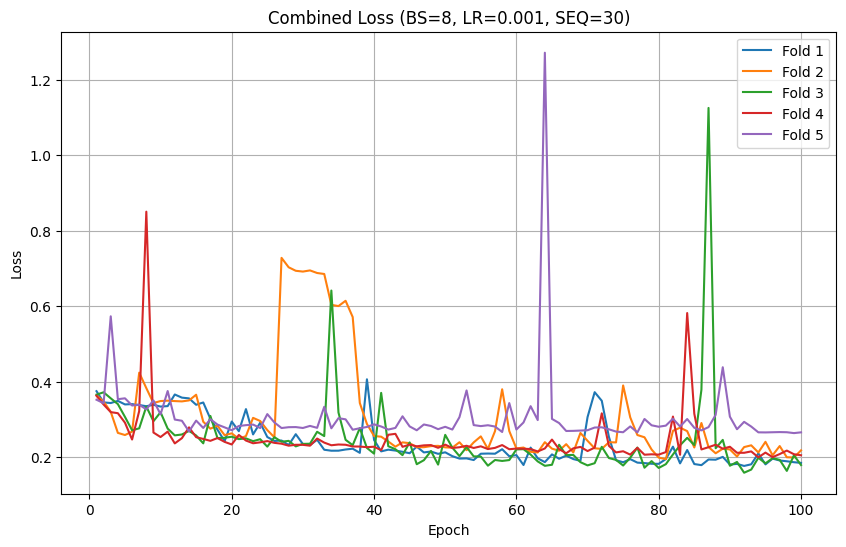 Combined Loss (BS=8, LR=0.001, SEQ=30)
Fold 1
Fold 2
Fold 3
Fold 4
Fold 5
Loss
1.2
1.0
0.8
0.6
0.4
0.2
0 20 40 60 80 100
Epoch